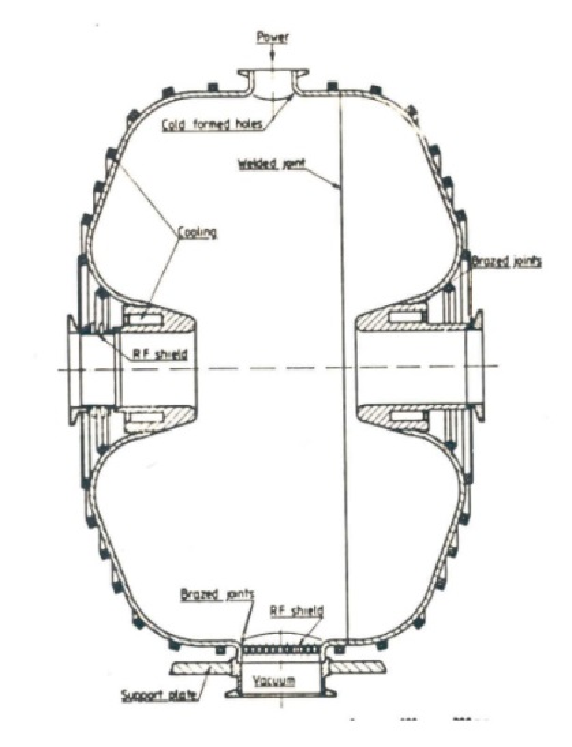 Power
Cold formed holes
Welded joint
Cooling
Brazed joints
RF shield
Brazed joints
RF shield
Vacuum
Support plate